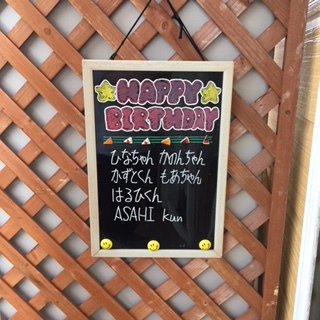 HAPPY
BIRTHDAY
ひなちゃん かのんちゃん
かずとくん もあちゃん
はるひくん
ASAHI kun